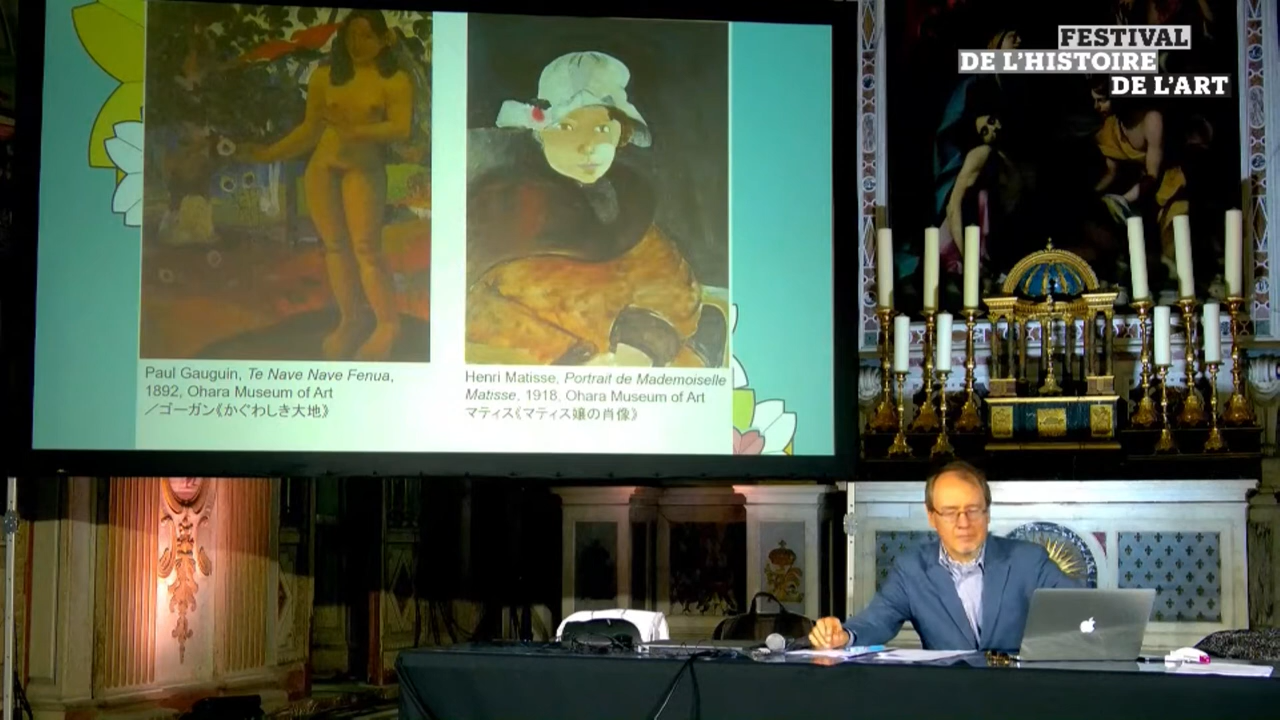 FESTIVAL
DE L'HISTOIRE
DE L'ART
Paul Gauguin, Te Nave Nave Fenua,
1892, Ohara Museum of Art
／ゴーガン《かぐわしき大地》
Henri Matisse, Portrait de Mademoiselle
Matisse, 1918, Ohara Museum of Art
マティス《マティス嬢の肖像》